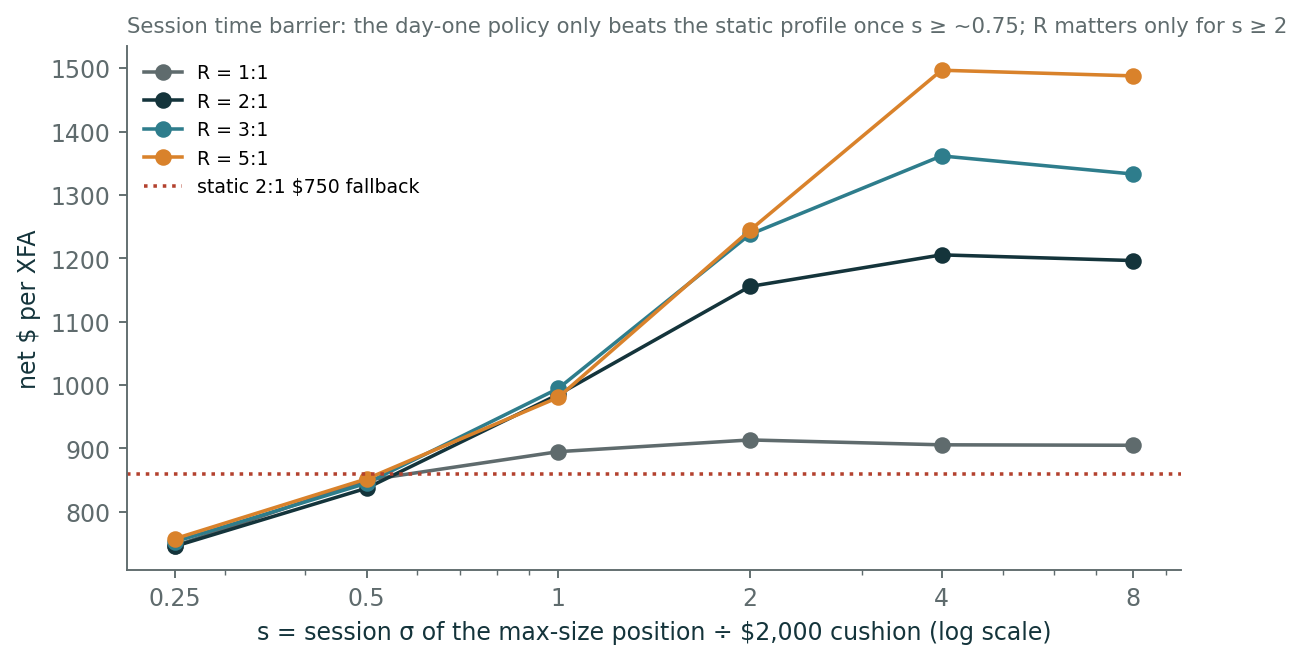 Session time barrier: the day-one policy only beats the static profile once s ≥ ~0.75; R matters only for s ≥ 2
R = 1:1
R = 2:1
R = 3:1
R = 5:1
static 2:1 $750 fallback
net $ per XFA
1500
1400
1300
1200
1100
1000
900
800
0.25 0.5 1 2 4 8
s = session σ of the max-size position ÷ $2,000 cushion (log scale)